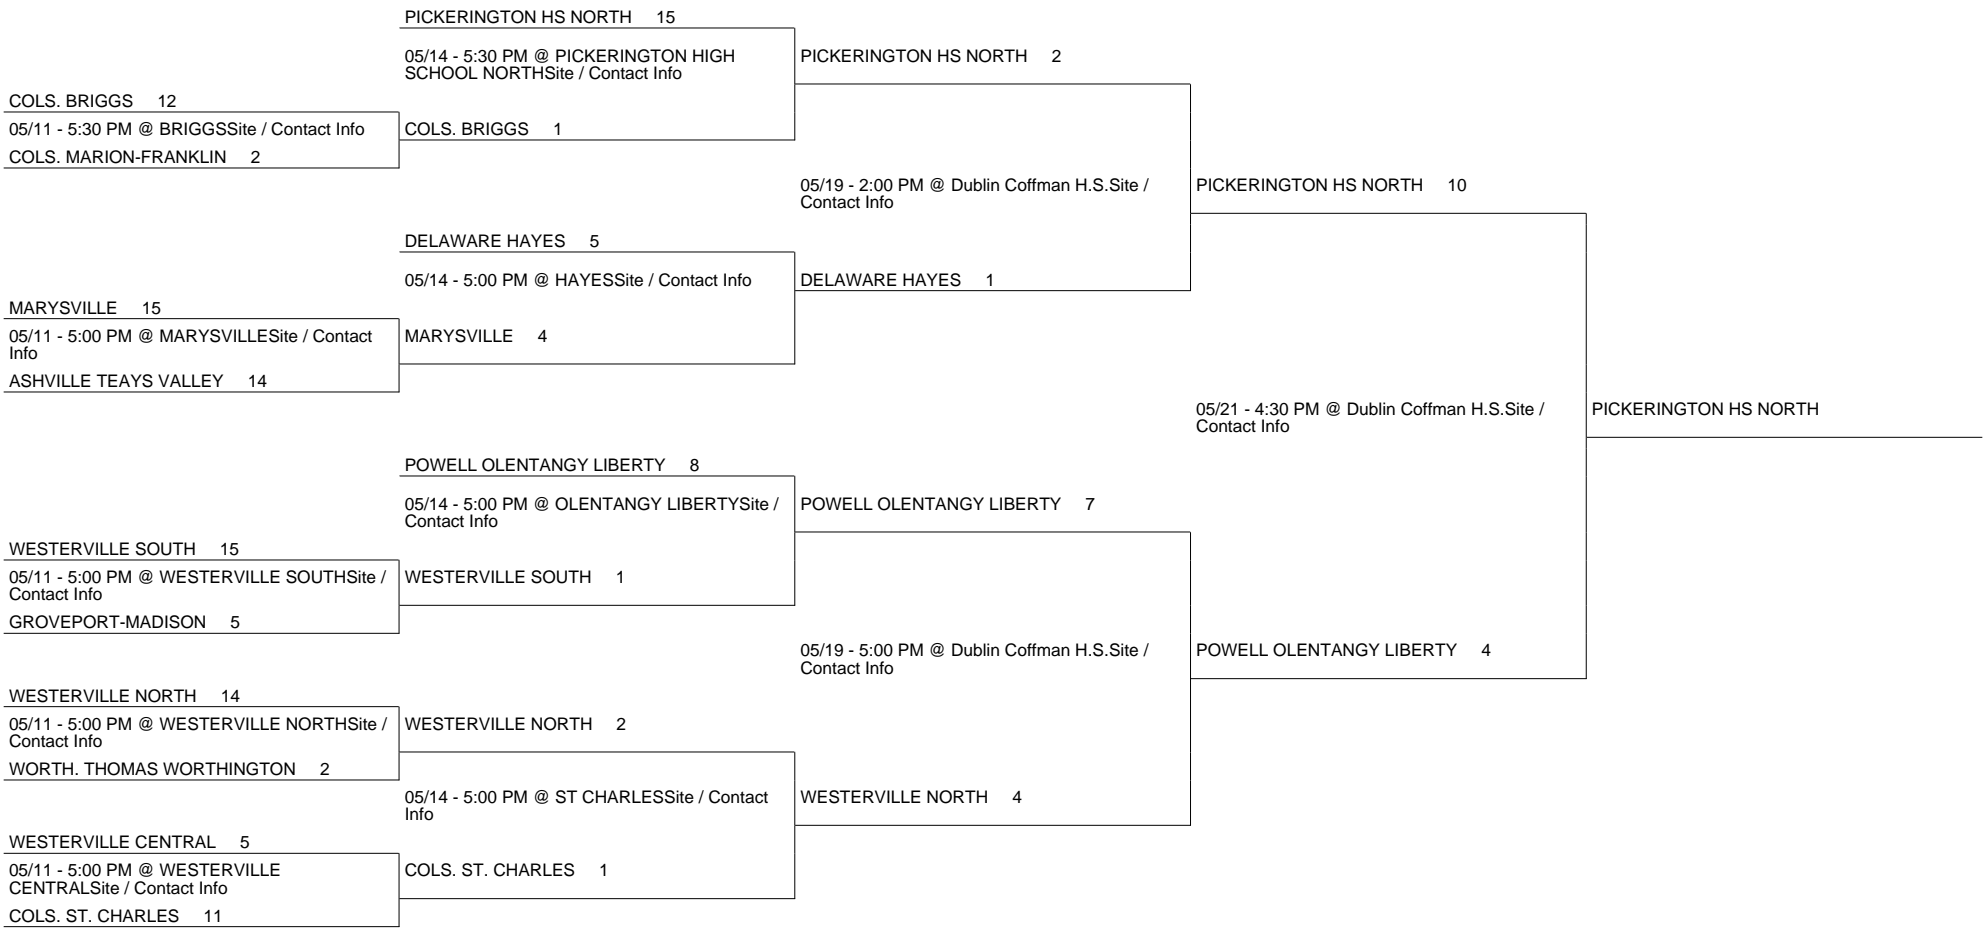 PICKERINGTON HS NORTH 15
05/14 - 5:30 PM @ PICKERINGTON HIGH
SCHOOL NORTHSite / Contact Info
PICKERINGTON HS NORTH 2
COLS. BRIGGS 12
05/11 - 5:30 PM @ BRIGGSSite / Contact Info
COLS. BRIGGS 1
COLS. MARION-FRANKLIN 2
05/19 - 2:00 PM @ Dublin Coffman H.S.Site /
Contact Info
PICKERINGTON HS NORTH 10
DELAWARE HAYES 5
05/14 - 5:00 PM @ HAYESSite / Contact Info
DELAWARE HAYES 1
MARYSVILLE 15
05/11 - 5:00 PM @ MARYSVILLESite / Contact
Info
MARYSVILLE 4
ASHVILLE TEAYS VALLEY 14
05/21 - 4:30 PM @ Dublin Coffman H.S.Site /
Contact Info
PICKERINGTON HS NORTH
POWELL OLENTANGY LIBERTY 8
05/14 - 5:00 PM @ OLENTANGY LIBERTYSite /
Contact Info
POWELL OLENTANGY LIBERTY 7
WESTERVILLE SOUTH 15
05/11 - 5:00 PM @ WESTERVILLE SOUTHSite /
Contact Info
WESTERVILLE SOUTH 1
GROVEPORT-MADISON 5
05/19 - 5:00 PM @ Dublin Coffman H.S.Site /
Contact Info
POWELL OLENTANGY LIBERTY 4
WESTERVILLE NORTH 14
05/11 - 5:00 PM @ WESTERVILLE NORTHSite /
Contact Info
WESTERVILLE NORTH 2
WORTH. THOMAS WORTHINGTON 2
05/14 - 5:00 PM @ ST CHARLESSite / Contact
Info
WESTERVILLE NORTH 4
WESTERVILLE CENTRAL 5
05/11 - 5:00 PM @ WESTERVILLE
CENTRALSite / Contact Info
COLS. ST. CHARLES 1
COLS. ST. CHARLES 11